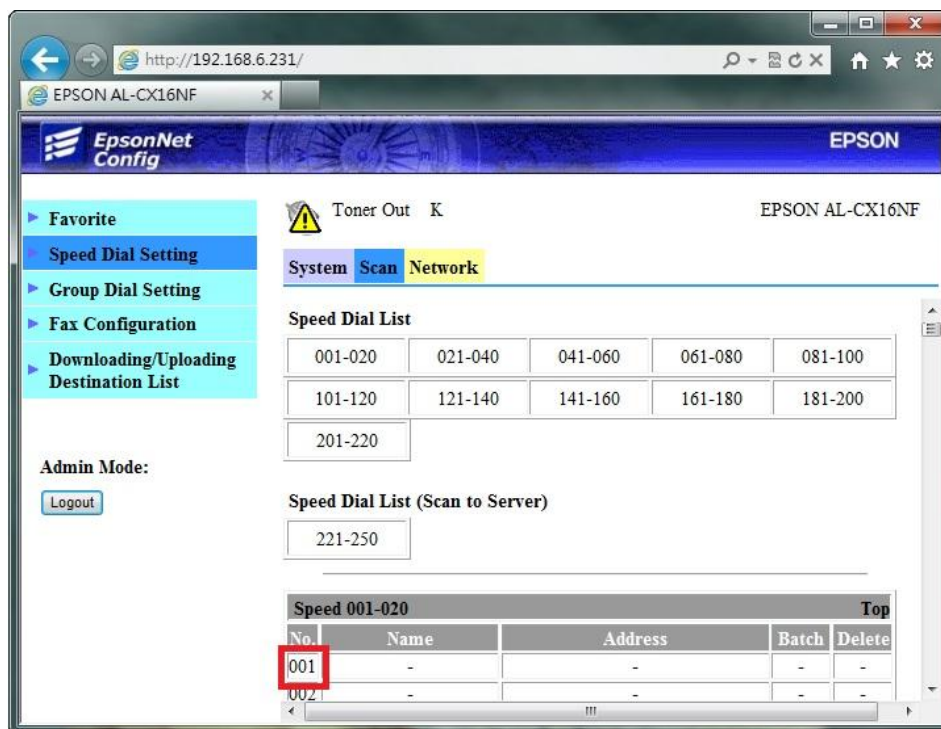 http://192.168.6.231/
EPSON AL-CX16NF
EpsonNet
Config
EPSON
Favorite
Speed Dial Setting
Group Dial Setting
Fax Configuration
Downloading/Uploading
Destination List
Admin Mode:
Logout
Toner Out K
EPSON AL-CX16NF
System Scan Network
Speed Dial List
001-020 021-040 041-060 061-080 081-100
101-120 121-140 141-160 161-180 181-200
201-220
Speed Dial List (Scan to Server)
221-250
Speed 001-020 Top
No. Name Address Batch Delete
001 - - - -
002 - - - -